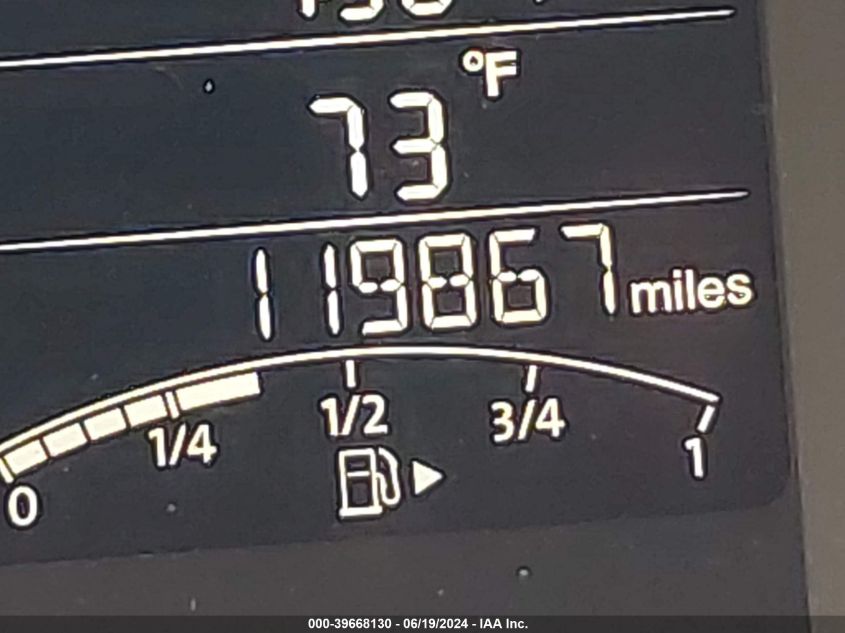 73 °F
119867 miles
0 1/4 1/2 3/4 1
000-39668130 - 06/19/2024 - IAA Inc.